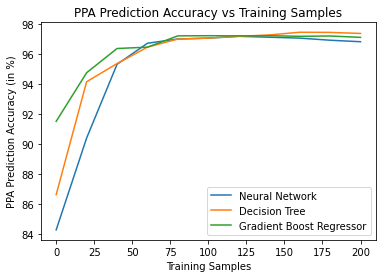 PPA Prediction Accuracy vs Training Samples
98
96
94
92
90
88
86
84
PPA Prediction Accuracy (in %)
0 25 50 75 100 125 150 175 200
Training Samples
Neural Network
Decision Tree
Gradient Boost Regressor